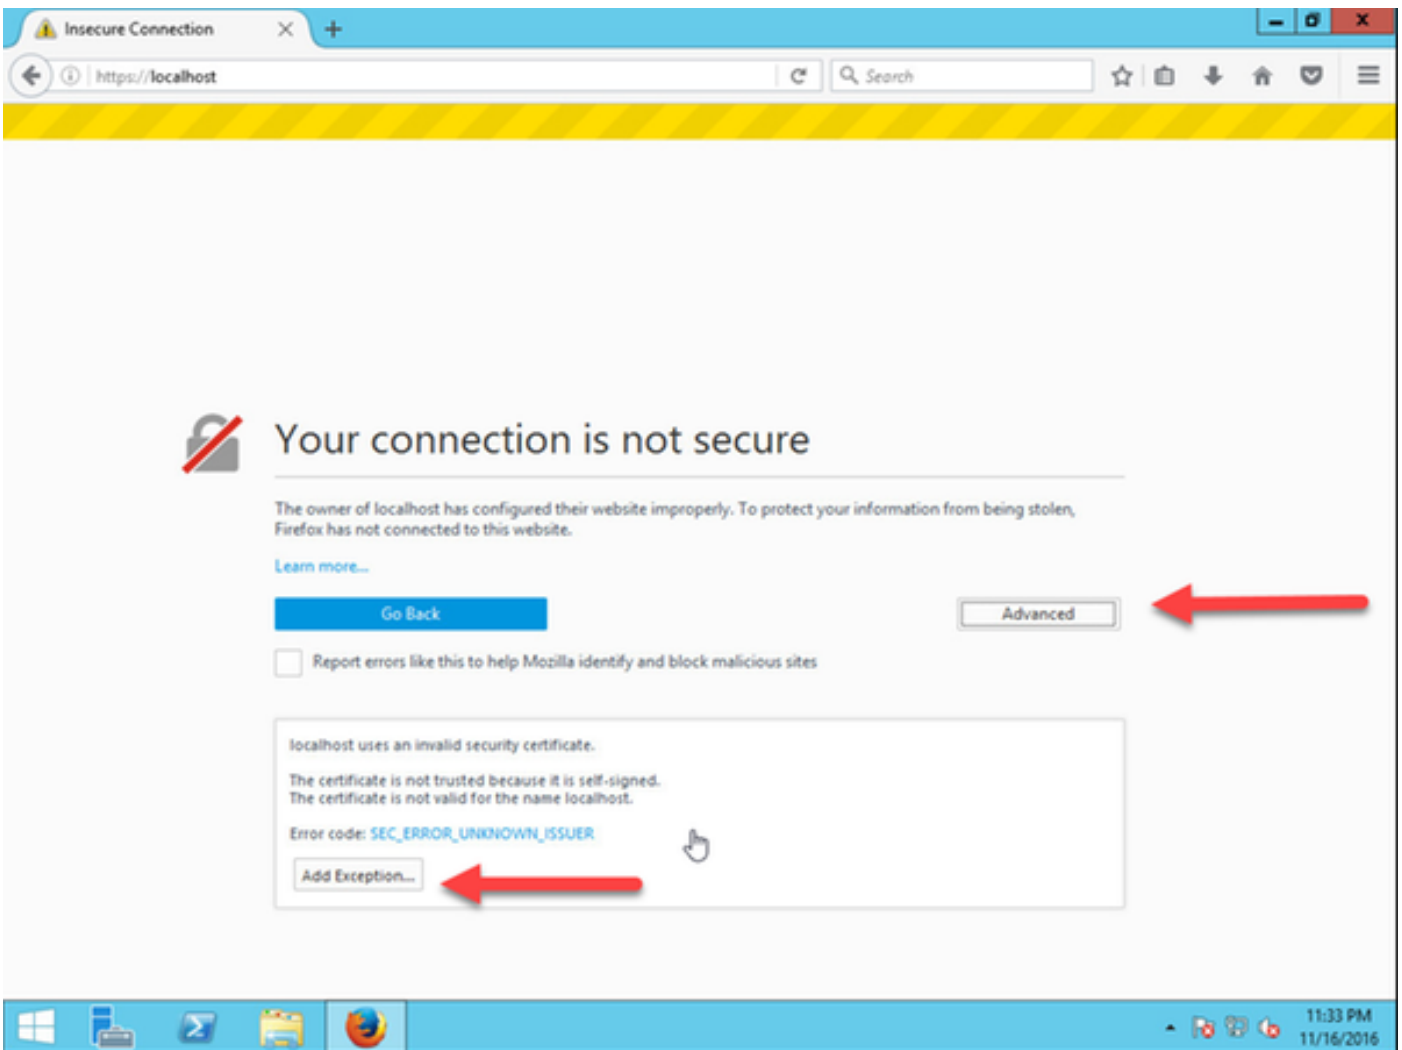 Insecure Connection
https://localhost
Search
Your connection is not secure
The owner of localhost has configured their website improperly. To protect your information from being stolen,
Firefox has not connected to this website.
Learn more...
Go Back
Advanced
Report errors like this to help Mozilla identify and block malicious sites
localhost uses an invalid security certificate.
The certificate is not trusted because it is self-signed.
The certificate is not valid for the name localhost.
Error code: SEC_ERROR_UNKNOWN_ISSUER
Add Exception...
11:33 PM
11/16/2016